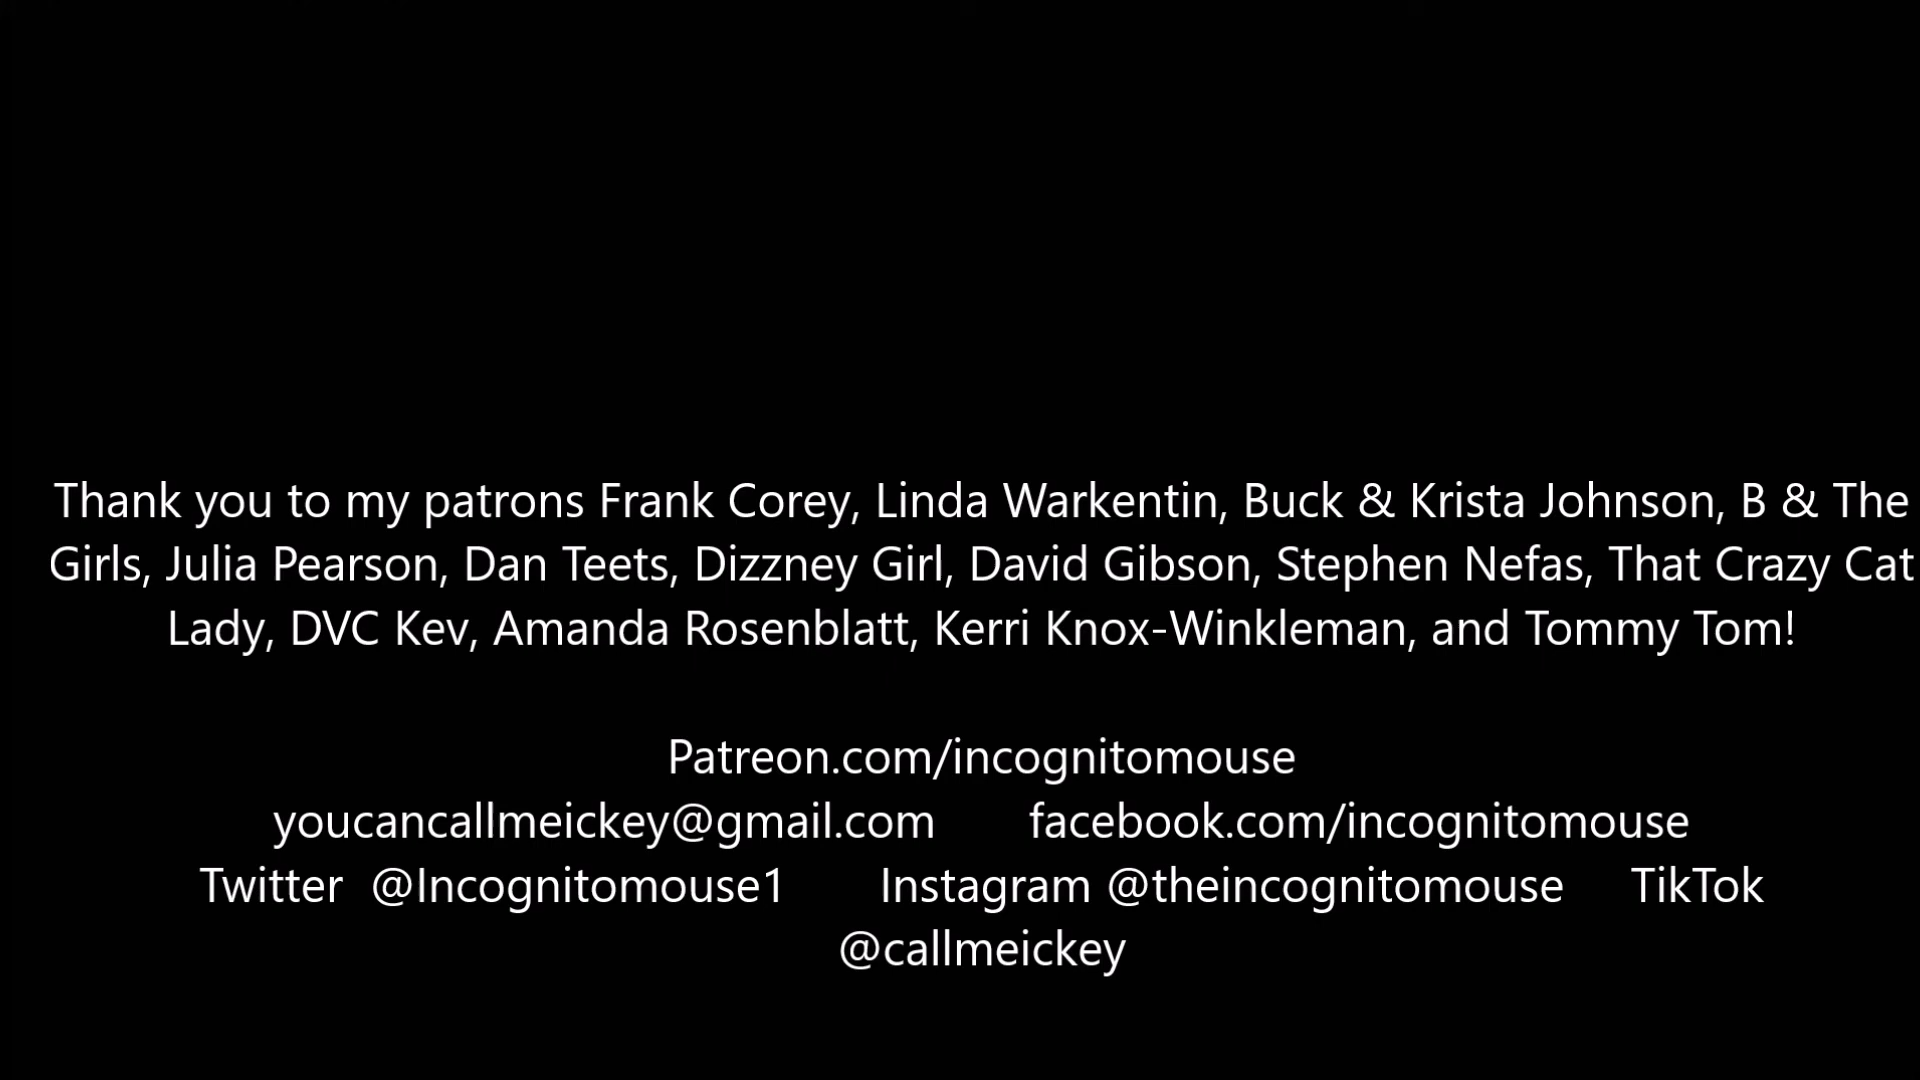 Thank you to my patrons Frank Corey, Linda Warkentin, Buck & Krista Johnson, B & The
Girls, Julia Pearson, Dan Teets, Dizzney Girl, David Gibson, Stephen Nefas, That Crazy Cat
Lady, DVC Kev, Amanda Rosenblatt, Kerri Knox-Winkleman, and Tommy Tom!
Patreon.com/incognitomouse
youcancallmeickey@gmail.com facebook.com/incognitomouse
Twitter @Incognitomouse1 Instagram @theincognitomouse TikTok
@callmeickey